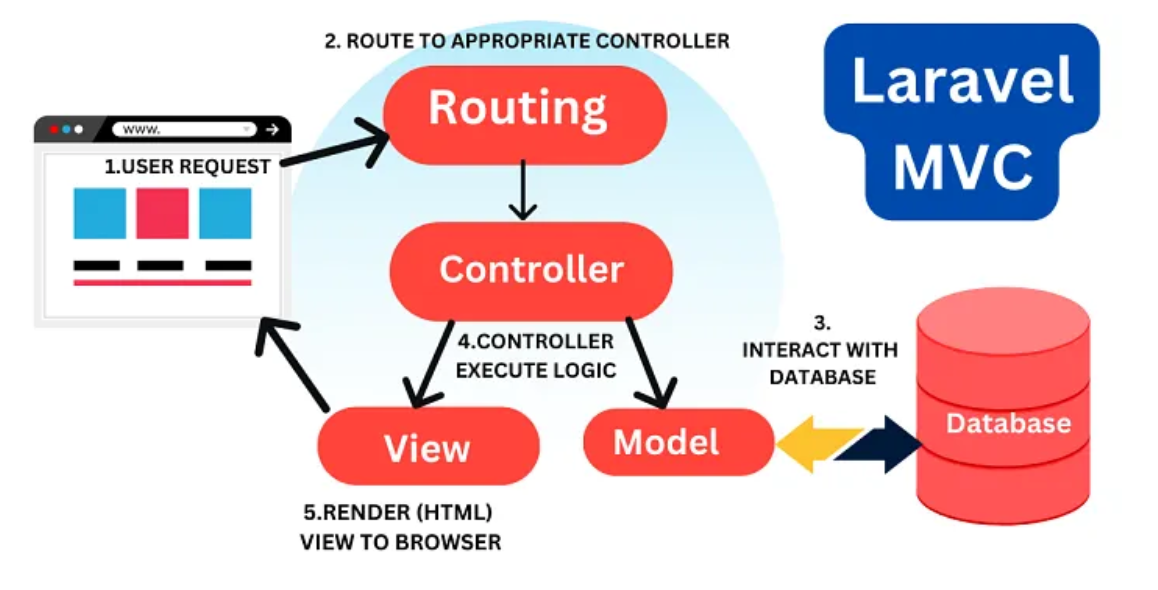 2. ROUTE TO APPROPRIATE CONTROLLER
Laravel
MVC
Routing
www.
1.USER REQUEST
Controller
3.
INTERACT WITH
DATABASE
4.CONTROLLER
EXECUTE LOGIC
Database
View
Model
5.RENDER (HTML)
VIEW TO BROWSER